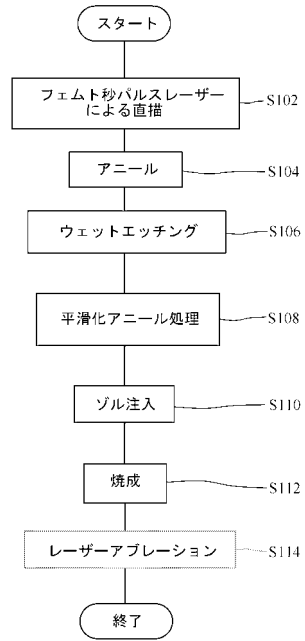 スタート
フェムト秒パルスレーザー
による直描
S102
アニール
S104
ウェットエッチング
S106
平滑化アニール処理
S108
ゾル注入
S110
焼成
S112
レーザーアブレーション
S114
終了